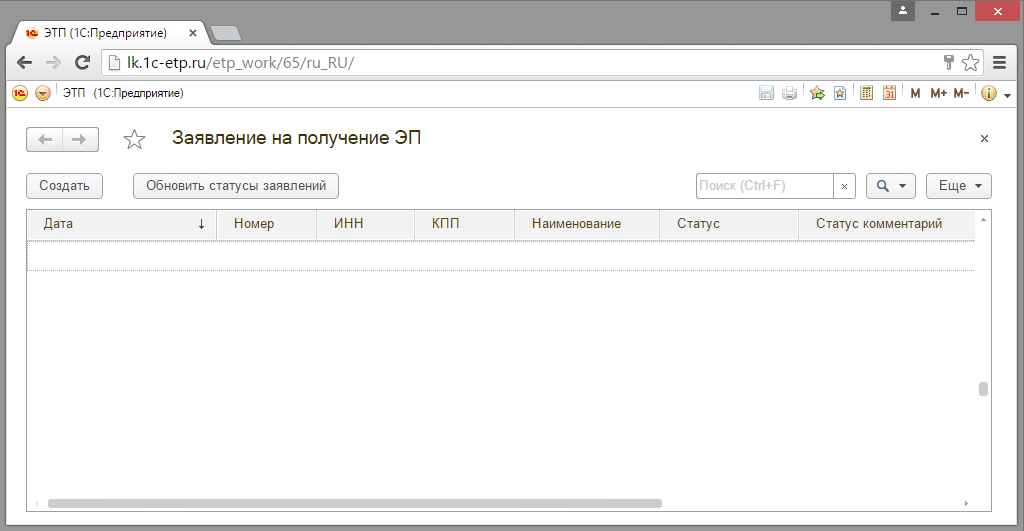 ЭТП (1С:Предприятие)
lk.1c-etp.ru/etp_work/65/ru_RU/
ЭТП (1С:Предприятие)
31 M M+ M-
Заявление на получение ЭП
Создать Обновить статусы заявлений Поиск (Ctrl+F) Еще
Дата Номер ИНН КПП Наименование Статус Статус комментарий